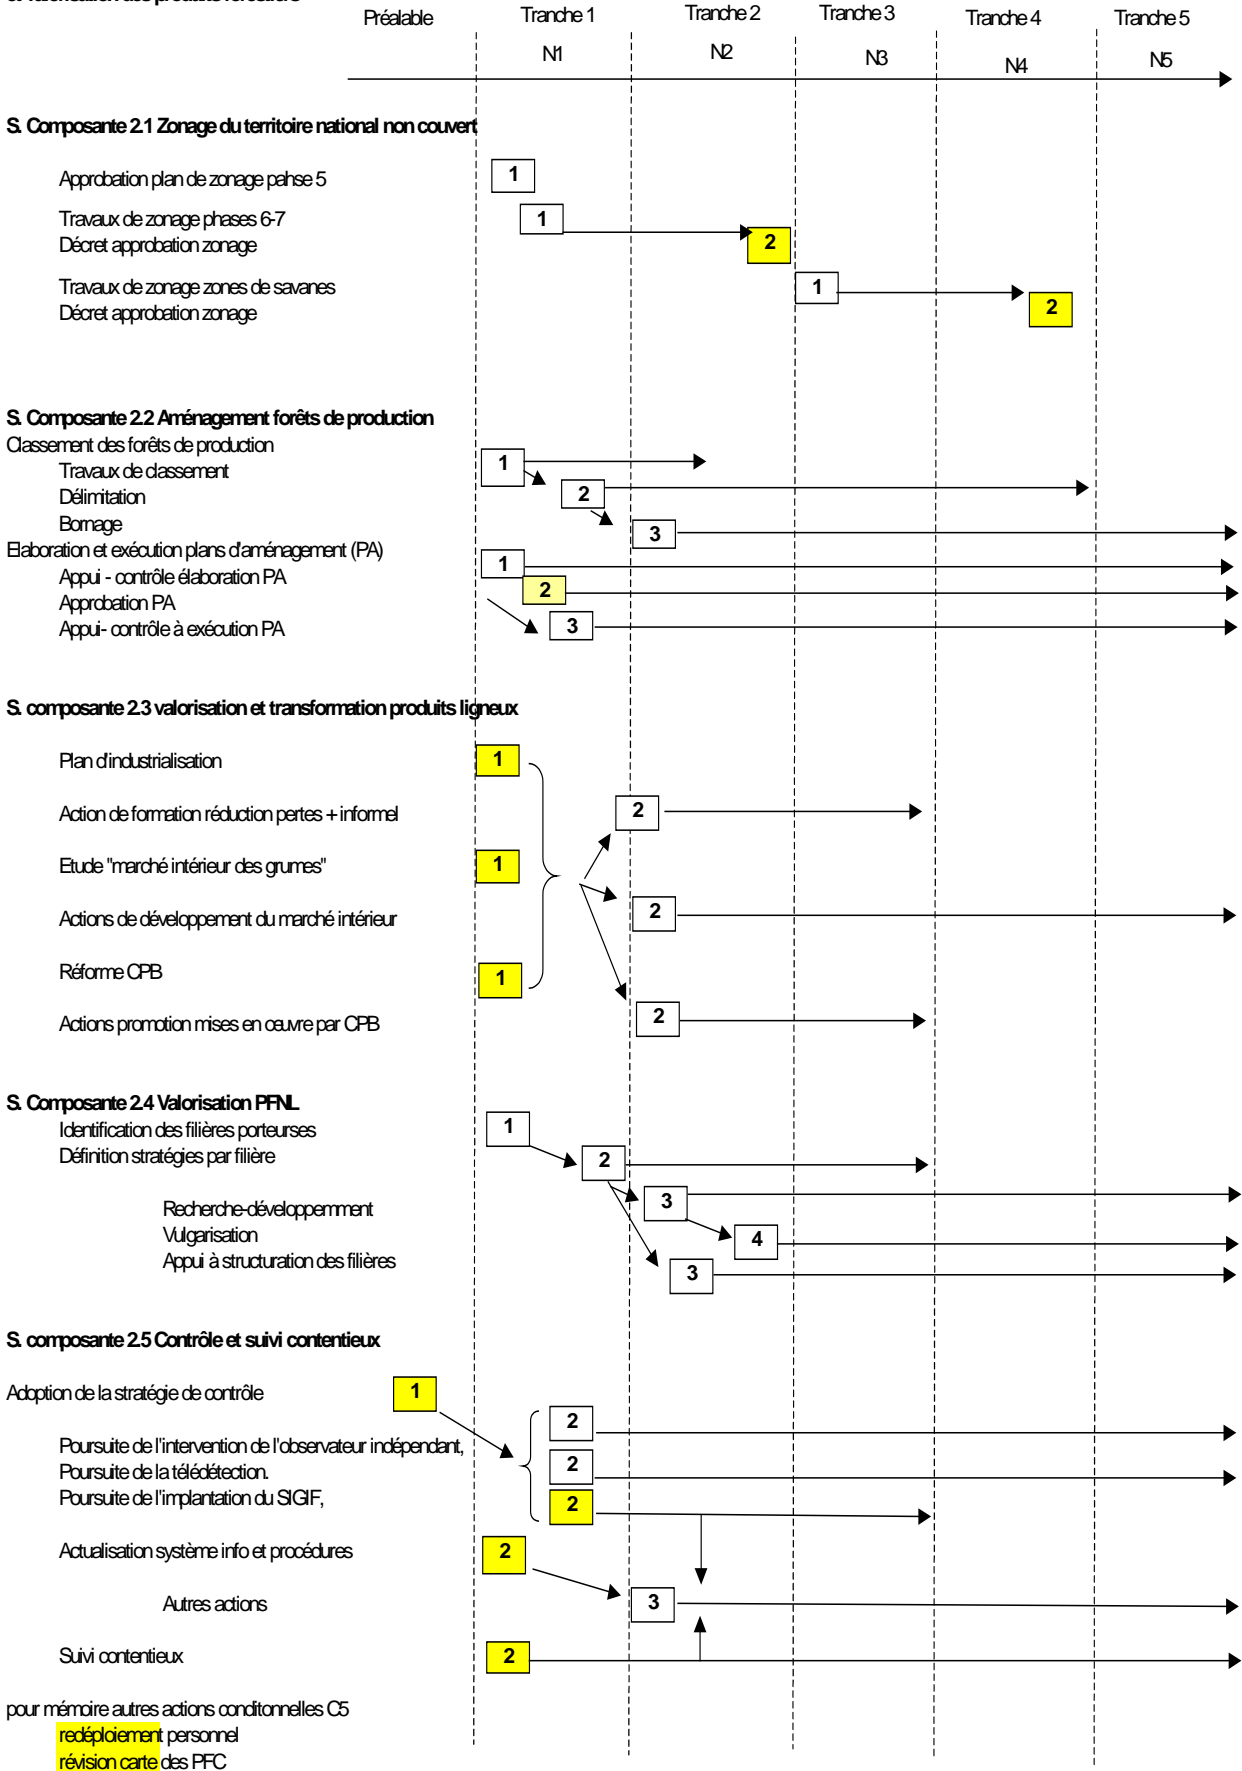 Préalable Tranche 1 Tranche 2 Tranche 3 Tranche 4 Tranche 5
N1 N2 N3 N4 N5
S. Composante 2.1 Zonage du territoire national non couvert
Approbation plan de zonage pahse 5 1
Travaux de zonage phases 6-7 1
Décret approbation zonage 2
Travaux de zonage zones de savanes 1
Décret approbation zonage 2
S. Composante 2.2 Aménagement forêts de production
Classement des forêts de production
Travaux de classement 1
Délimitation 2
Bornage 3
Elaboration et exécution plans d'aménagement (PA)
Appui - contrôle élaboration PA 1
Approbation PA 2
Appui- contrôle à exécution PA 3
S. composante 2.3 valorisation et transformation produits ligneux
Plan d'industrialisation 1
Action de formation réduction pertes + informel 2
Etude "marché intérieur des grumes" 1
Actions de développement du marché intérieur 2
Réforme CPB 1
Actions promotion mises en œuvre par CPB 2
S. Composante 2.4 Valorisation PFNL
Identification des filières porteurses 1
Définition stratégies par filière 2
Recherche-développemment 3
Vulgarisation 4
Appui à structuration des filières 3
S. composante 2.5 Contrôle et suivi contentieux
Adoption de la stratégie de contrôle 1
Poursuite de l'intervention de l'observateur indépendant, 2
Poursuite de la télédétection. 2
Poursuite de l'implantation du SIGIF, 2
Actualisation système info et procédures 2
Autres actions 3
Suivi contentieux 2
pour mémoire autres actions conditonnelles C5
redéploiement personnel
révision carte des PFC